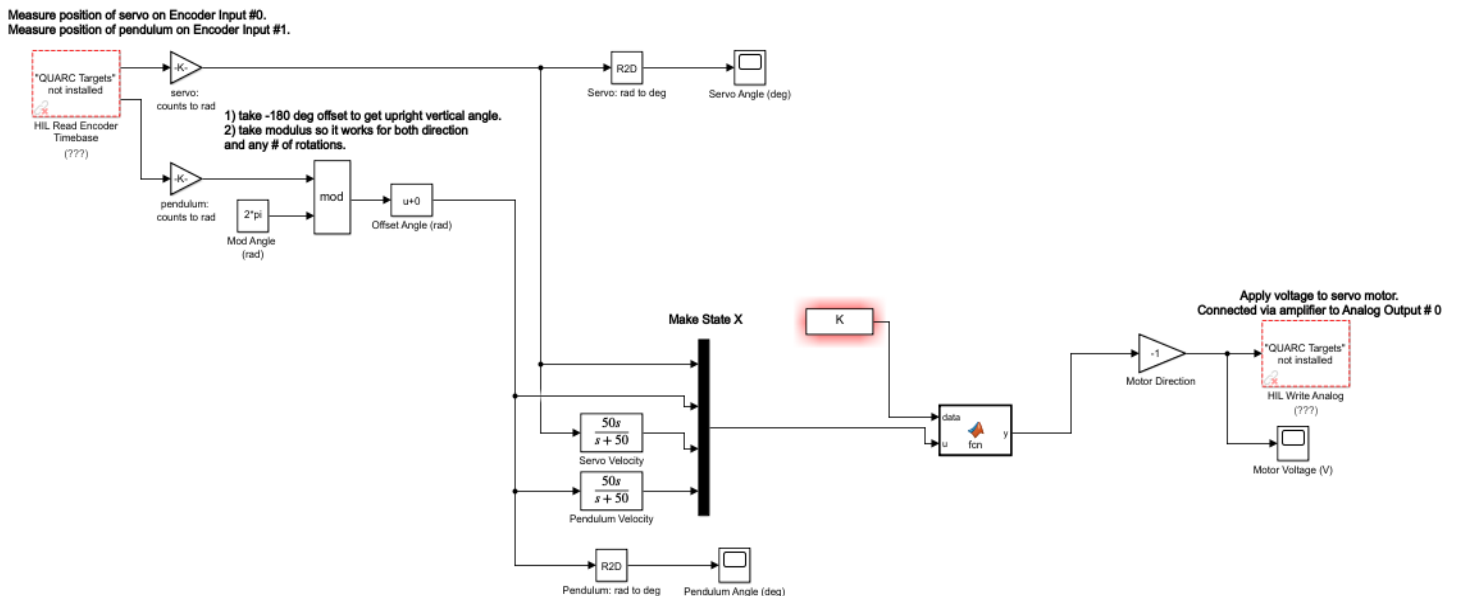 Measure position of servo on Encoder Input #0.
Measure position of pendulum on Encoder Input #1.
"QUARC Targets"
not installed
HIL Read Encoder
Timebase
(???)
-K-
servo:
counts to rad
R2D
Servo: rad to deg
Servo Angle (deg)
1) take -180 deg offset to get upright vertical angle.
2) take modulus so it works for both direction
and any # of rotations.
-K-
pendulum:
counts to rad
2*pi
Mod Angle
(rad)
mod
u+0
Offset Angle (rad)
Make State X
K
50s
s + 50
Servo Velocity
50s
s + 50
Pendulum Velocity
R2D
Pendulum: rad to deg
Pendulum Angle (deg)
data
u
fcn
y
-1
Motor Direction
Apply voltage to servo motor.
Connected via amplifier to Analog Output # 0
"QUARC Targets"
not installed
HIL Write Analog
(???)
Motor Voltage (V)